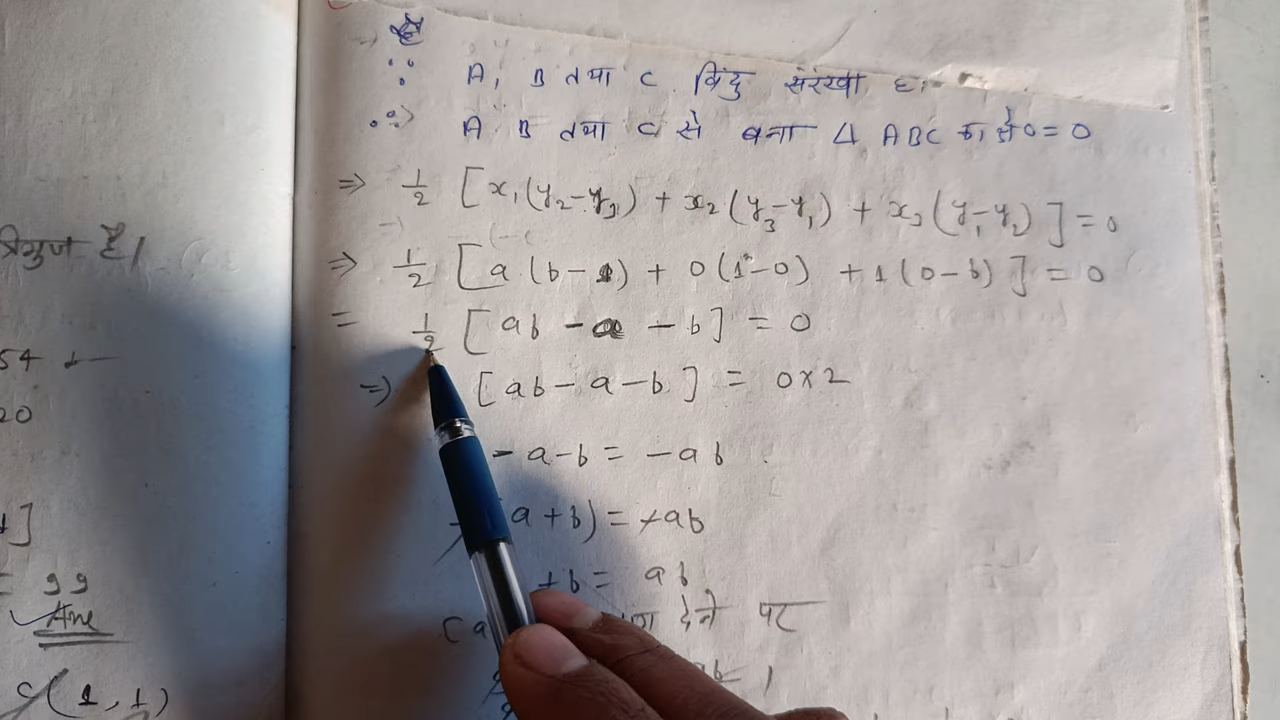 त्रिभुज है।
54
20
]
= 99
Ans
C(1,1)
∵ A, B तथा C बिंदु संरेखी है।
∴ A B तथा C से बना Δ ABC का क्षे० = 0
⇒ 1/2 [x₁(y₂-y₃) + x₂(y₃-y₁) + x₃(y₁-y₂)] = 0
⇒ 1/2 [a(b-1) + 0(1-0) + 1(0-b)] = 0
= 1/2 [ab - a - b] = 0
⇒ [ab - a - b] = 0×2
- a - b = -ab
a + b) = -ab
+b = ab
[a देने पर
ab